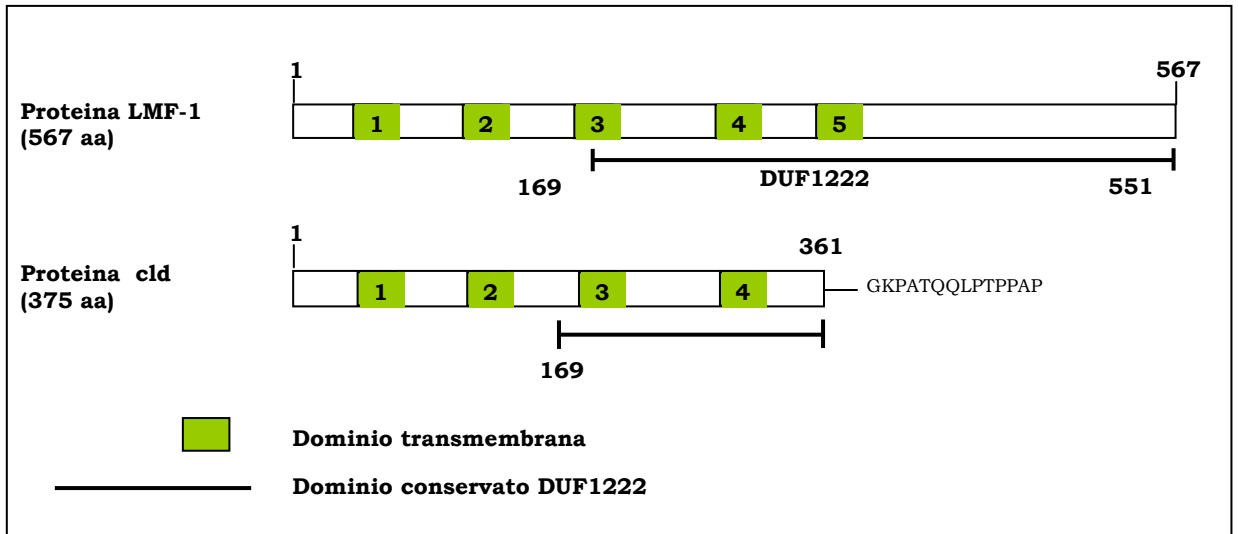 1
567
Proteina LMF-1
(567 aa)
1 2 3 4 5
DUF1222
169
551
1
361
Proteina cld
(375 aa)
1 2 3 4
GKPATQQLPTPPAP
169
Dominio transmembrana
Dominio conservato DUF1222